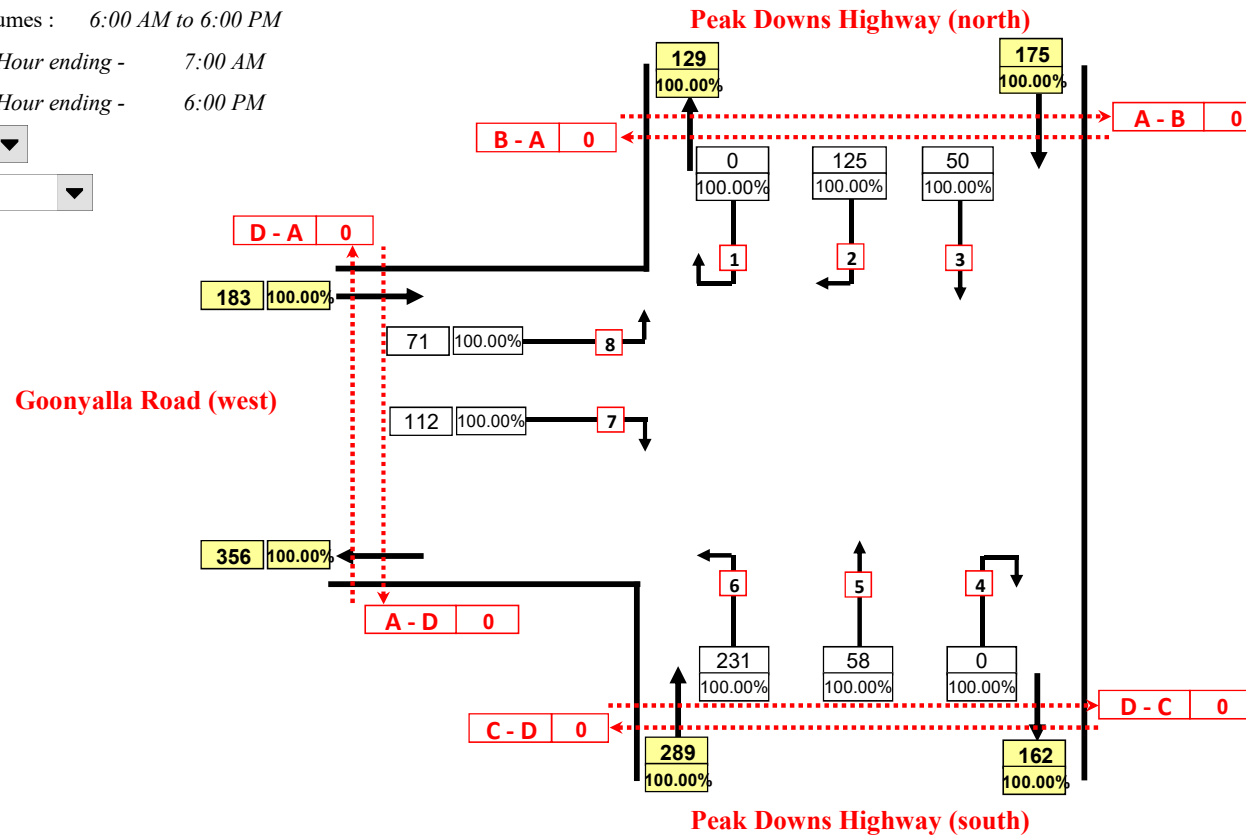 umes : 6:00 AM to 6:00 PM
Peak Downs Highway (north)
Hour ending - 7:00 AM
129
100.00%
175
100.00%
Hour ending - 6:00 PM
A - B 0
B - A 0
0
100.00%
125
100.00%
50
100.00%
D - A 0
1
2
3
183 100.00%
71 100.00% 8
Goonyalla Road (west)
112 100.00% 7
356 100.00%
6
5
4
A - D 0
231
100.00%
58
100.00%
0
100.00%
D - C 0
C - D 0
289
100.00%
162
100.00%
Peak Downs Highway (south)